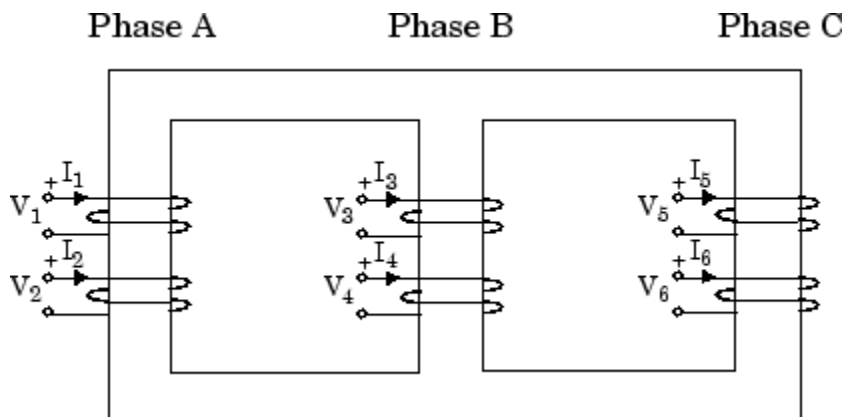 Phase A Phase B Phase C
+ I1 + I3 + I5
V1 V3 V5
+ I2 + I4 + I6
V2 V4 V6